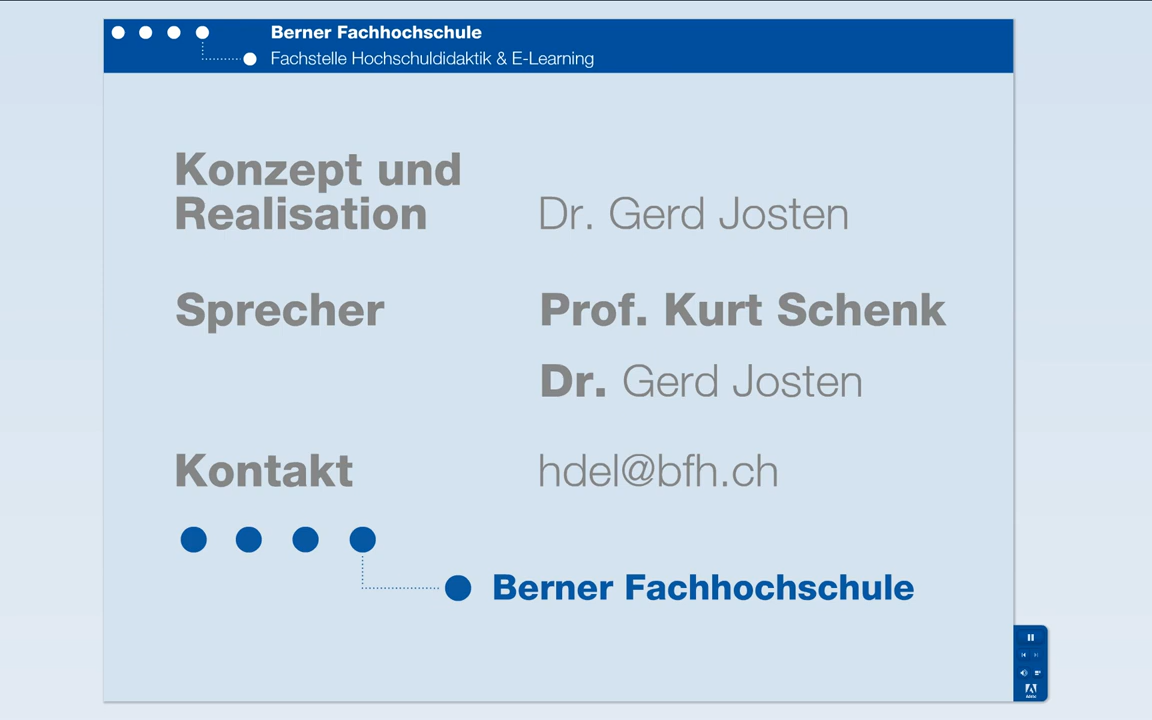 Berner Fachhochschule
Fachstelle Hochschuldidaktik & E-Learning
Konzept und
Realisation Dr. Gerd Josten
Sprecher Prof. Kurt Schenk
Dr. Gerd Josten
Kontakt hdel@bfh.ch
Berner Fachhochschule